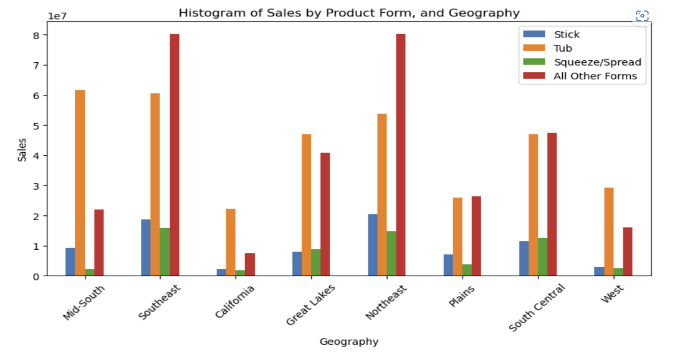 Histogram of Sales by Product Form, and Geography
1e7
8
7
6
5
4
3
2
1
0
Sales
Stick
Tub
Squeeze/Spread
All Other Forms
Mid-South
Southeast
California
Great Lakes
Northeast
Plains
South Central
West
Geography